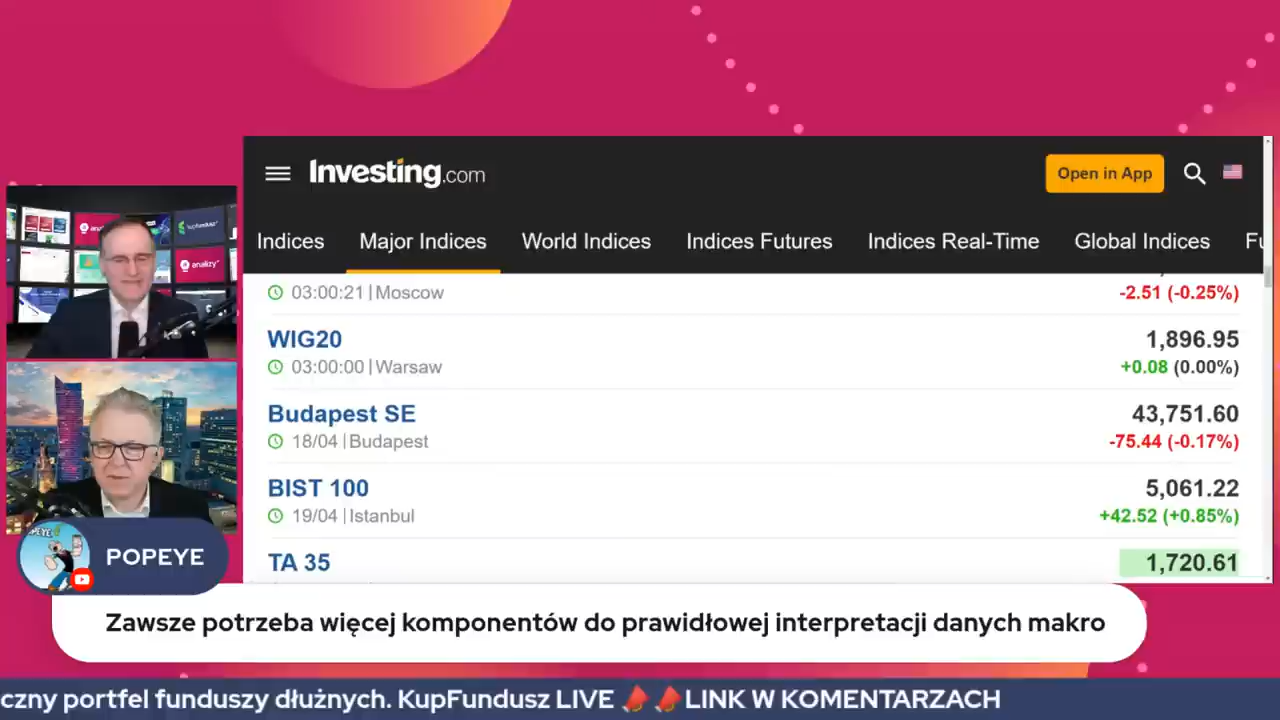 Investing.com
Open in App
Indices
Major Indices
World Indices
Indices Futures
Indices Real-Time
Global Indices
03:00:21 | Moscow
-2.51 (-0.25%)
WIG20
1,896.95
03:00:00 | Warsaw
+0.08 (0.00%)
Budapest SE
43,751.60
18/04 | Budapest
-75.44 (-0.17%)
BIST 100
5,061.22
19/04 | Istanbul
+42.52 (+0.85%)
TA 35
1,720.61
analizy
kupfundusz
POPEYE
Zawsze potrzeba więcej komponentów do prawidłowej interpretacji danych makro
czny portfel funduszy dłużnych. KupFundusz LIVE LINK W KOMENTARZACH